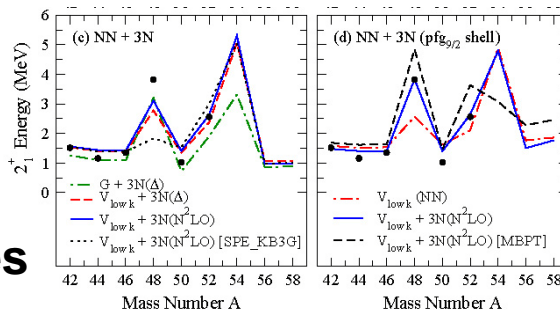 (c) NN + 3N
(d) NN + 3N (pfg9/2 shell)
2₁⁺ Energy (MeV)
6
5
4
3
2
1
0
G + 3N(Δ)
Vlow k + 3N(Δ)
Vlow k + 3N(N²LO)
Vlow k + 3N(N²LO) [SPE_KB3G]
Vlow k (NN)
Vlow k + 3N(N²LO)
Vlow k + 3N(N²LO) [MBPT]
es
42 44 46 48 50 52 54 56 58
42 44 46 48 50 52 54 56 58
Mass Number A
Mass Number A